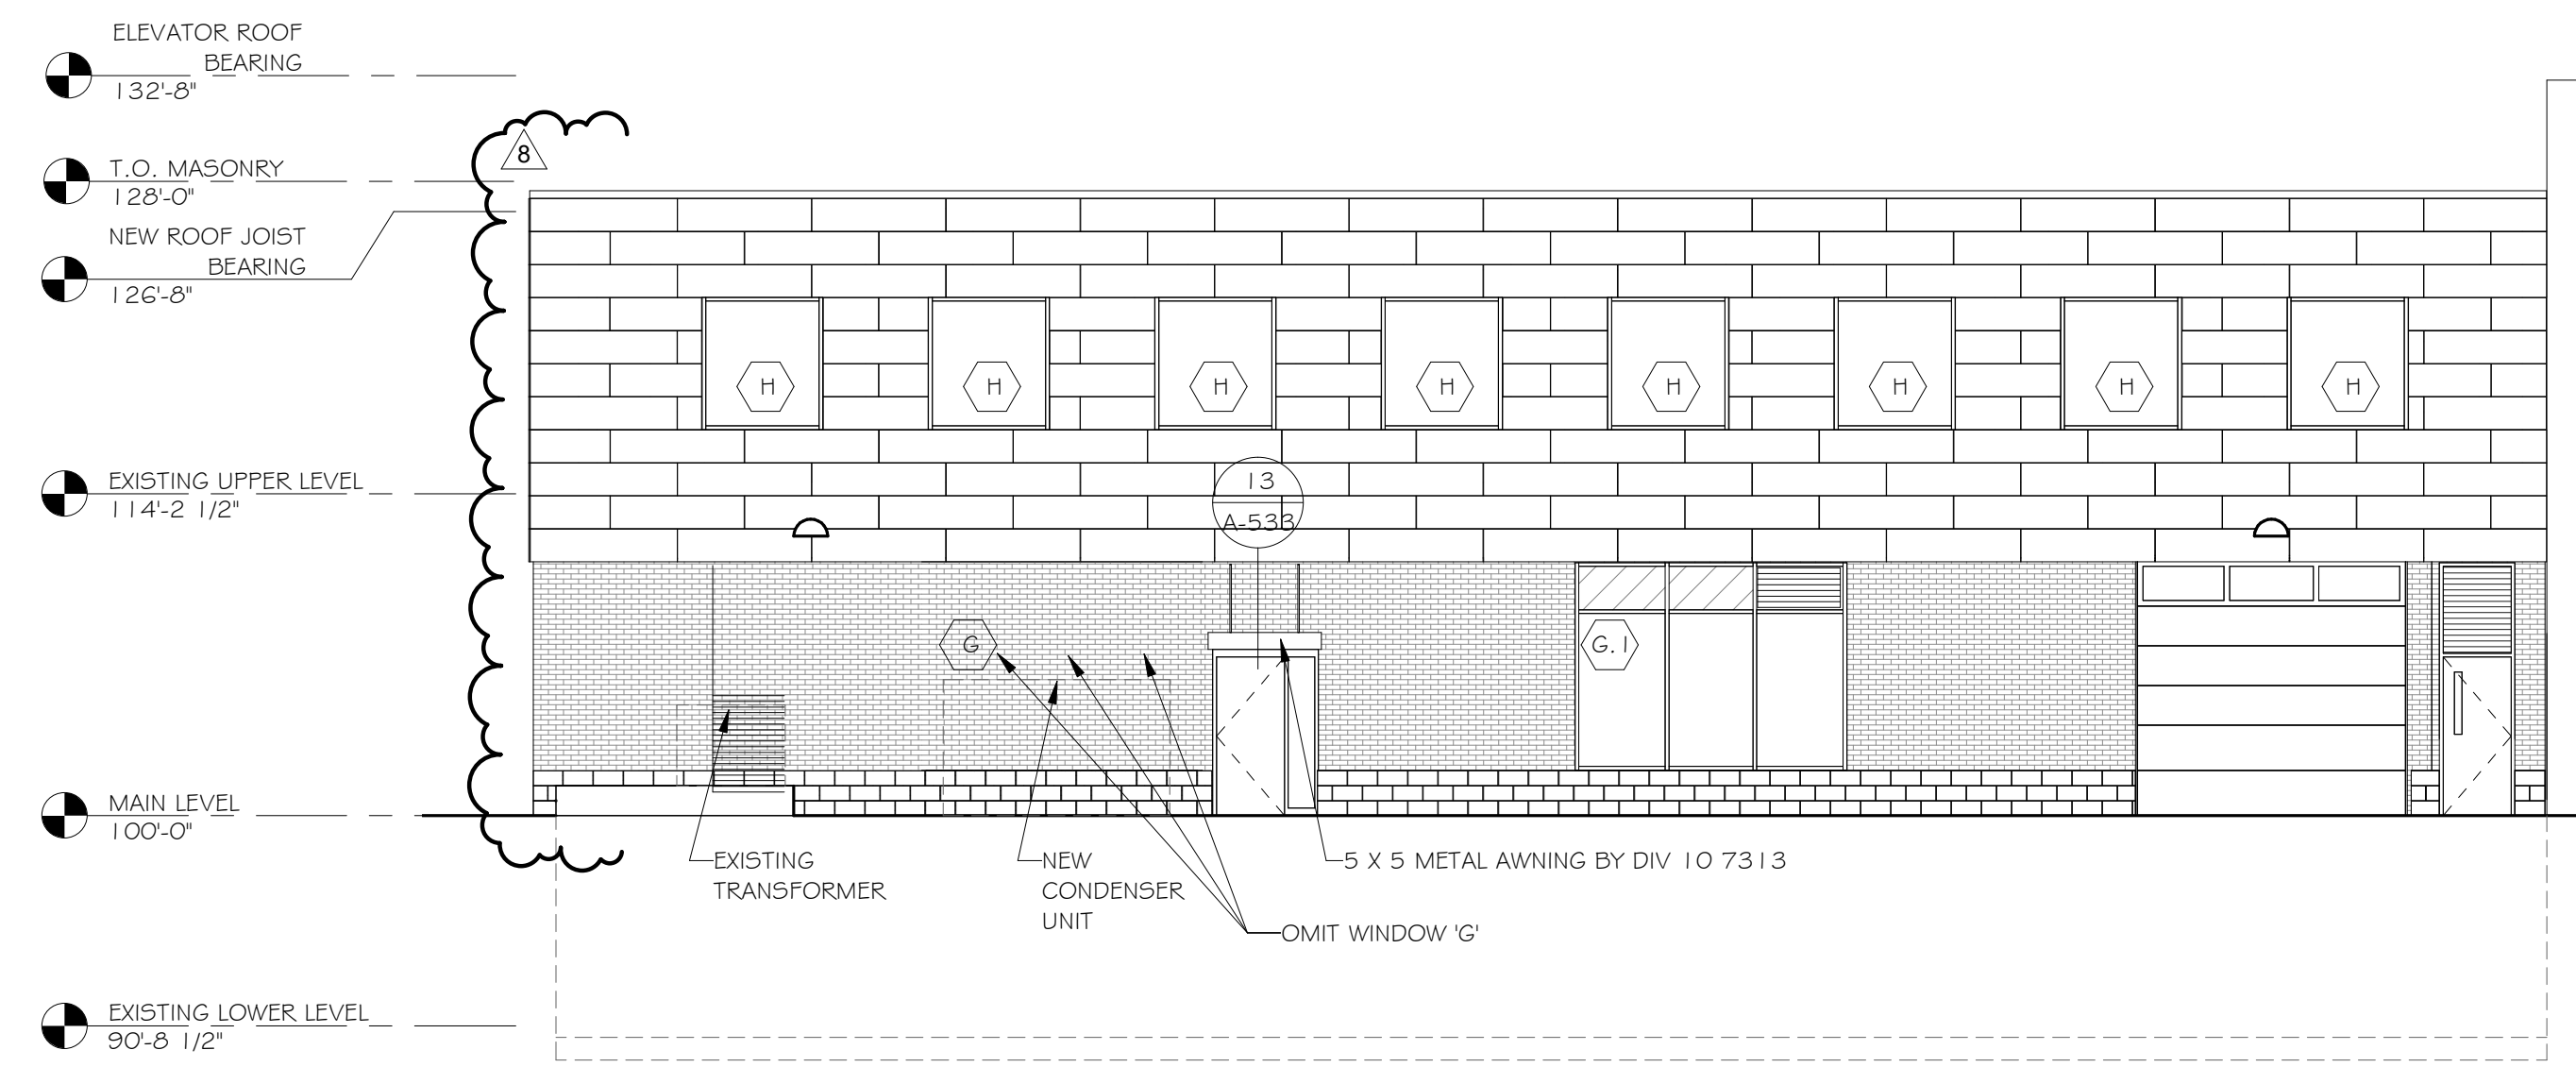 ELEVATOR ROOF
BEARING
132'-8"
8
T.O. MASONRY
128'-0"
NEW ROOF JOIST
BEARING
126'-8"
H H H H H H H H
EXISTING UPPER LEVEL
114'-2 1/2"
13
A-533
G
G.1
MAIN LEVEL
100'-0"
EXISTING
TRANSFORMER
NEW
CONDENSER
UNIT
5 X 5 METAL AWNING BY DIV 10 7313
OMIT WINDOW 'G'
EXISTING LOWER LEVEL
90'-8 1/2"